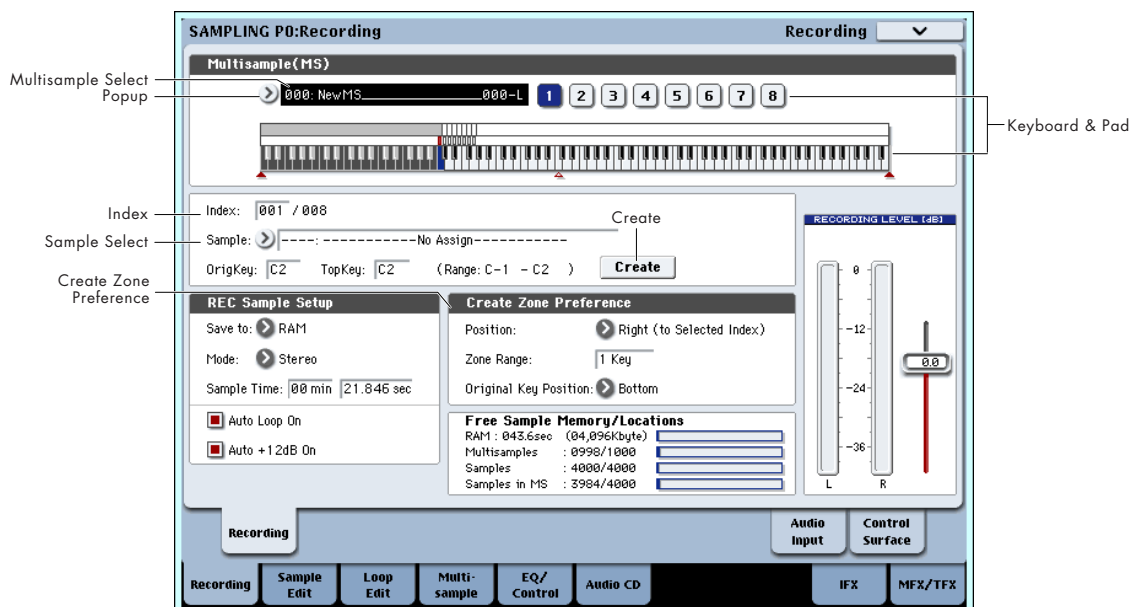 SAMPLING P0:Recording
Recording
Multisample(MS)
Multisample Select
Popup
000: NewMS 000-L
1 2 3 4 5 6 7 8
Keyboard & Pad
Index
Index: 001 / 008
Create
RECORDING LEVEL (dB)
Sample Select
Sample: ----: ------------No Assign-----------
OrigKey: C2 TopKey: C2 (Range: C-1 - C2 ) Create
Create Zone
Preference
REC Sample Setup
Save to: RAM
Mode: Stereo
Sample Time: 00 min 21.846 sec
Auto Loop On
Auto +12dB On
Create Zone Preference
Position: Right (to Selected Index)
Zone Range: 1 Key
Original Key Position: Bottom
Free Sample Memory/Locations
RAM : 043.6sec (04,096Kbyte)
Multisamples : 0998/1000
Samples : 4000/4000
Samples in MS : 3984/4000
0
-12
-24
-36
L R
0.0
Recording
Audio
Input
Control
Surface
Recording
Sample
Edit
Loop
Edit
Multi-
sample
EQ/
Control
Audio CD
IFX
MFX/TFX